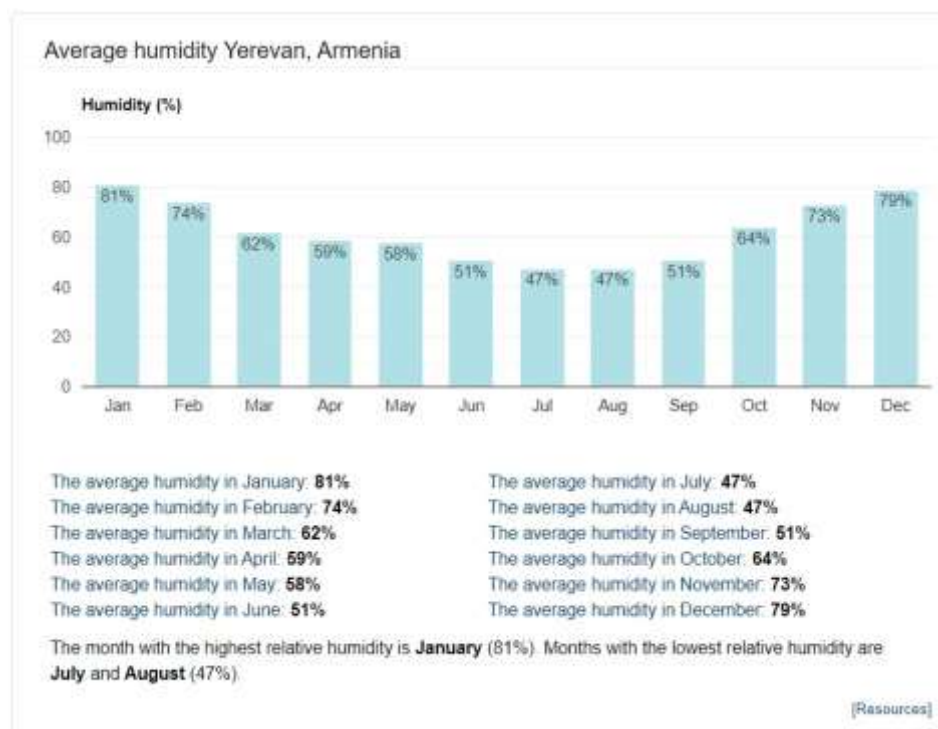 Average humidity Yerevan, Armenia
Humidity (%)
100
80
60
40
20
0
81%
74%
62%
59%
58%
51%
47%
47%
51%
64%
73%
79%
Jan Feb Mar Apr May Jun Jul Aug Sep Oct Nov Dec
The average humidity in January: 81%
The average humidity in February: 74%
The average humidity in March: 62%
The average humidity in April: 59%
The average humidity in May: 58%
The average humidity in June: 51%
The average humidity in July: 47%
The average humidity in August: 47%
The average humidity in September: 51%
The average humidity in October: 64%
The average humidity in November: 73%
The average humidity in December: 79%
The month with the highest relative humidity is January (81%). Months with the lowest relative humidity are
July and August (47%).
[Resources]